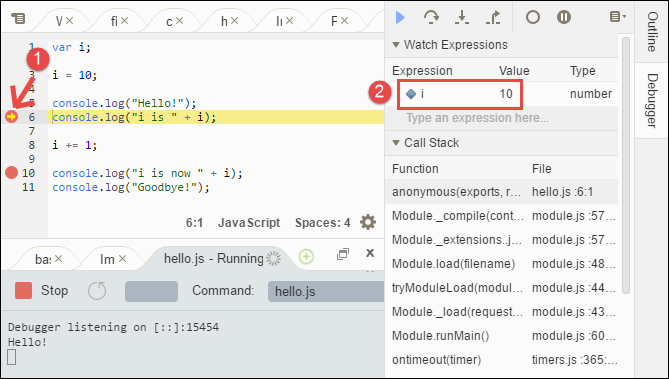 W
fi
c
h
F
1
1 var i;
2
3 i = 10;
5 console.log("Hello!");
6 console.log("i is " + i);
7
8 i += 1;
9
10 console.log("i is now " + i);
11 console.log("Goodbye!");
6:1 JavaScript Spaces: 4
Watch Expressions
Expression Value Type
2
i 10 number
Type an expression here...
Call Stack
Function File
anonymous(exports, r... hello.js :6:1
Module._compile(cont... module.js :57...
Module._extensions..j... module.js :57...
Module.load(filename) module.js :48...
tryModuleLoad(modul... module.js :44...
Module._load(request... module.js :43...
Module.runMain() module.js :60...
ontimeout(timer) timers.js :365:...
Outline
Debugger
bas
Im
hello.js - Running
Stop Command: hello.js
Debugger listening on [::]:15454
Hello!